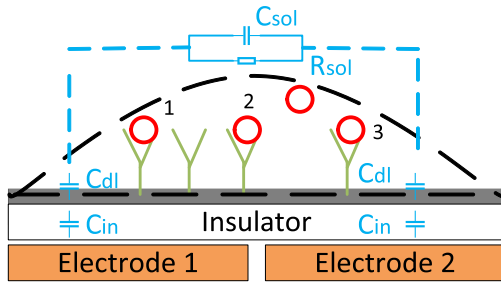 Csol
Rsol
1
2
3
Cdl
Cdl
Cin
Insulator
Cin
Electrode 1
Electrode 2